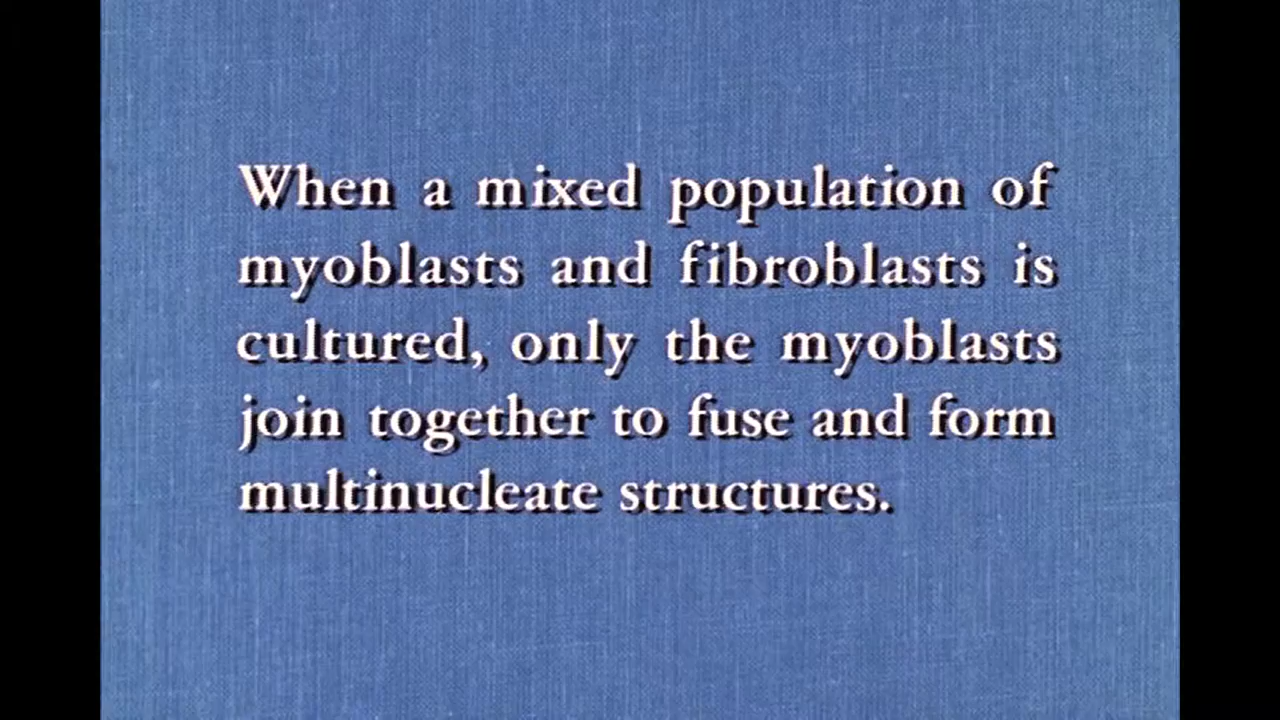 When a mixed population of
myoblasts and fibroblasts is
cultured, only the myoblasts
join together to fuse and form
multinucleate structures.